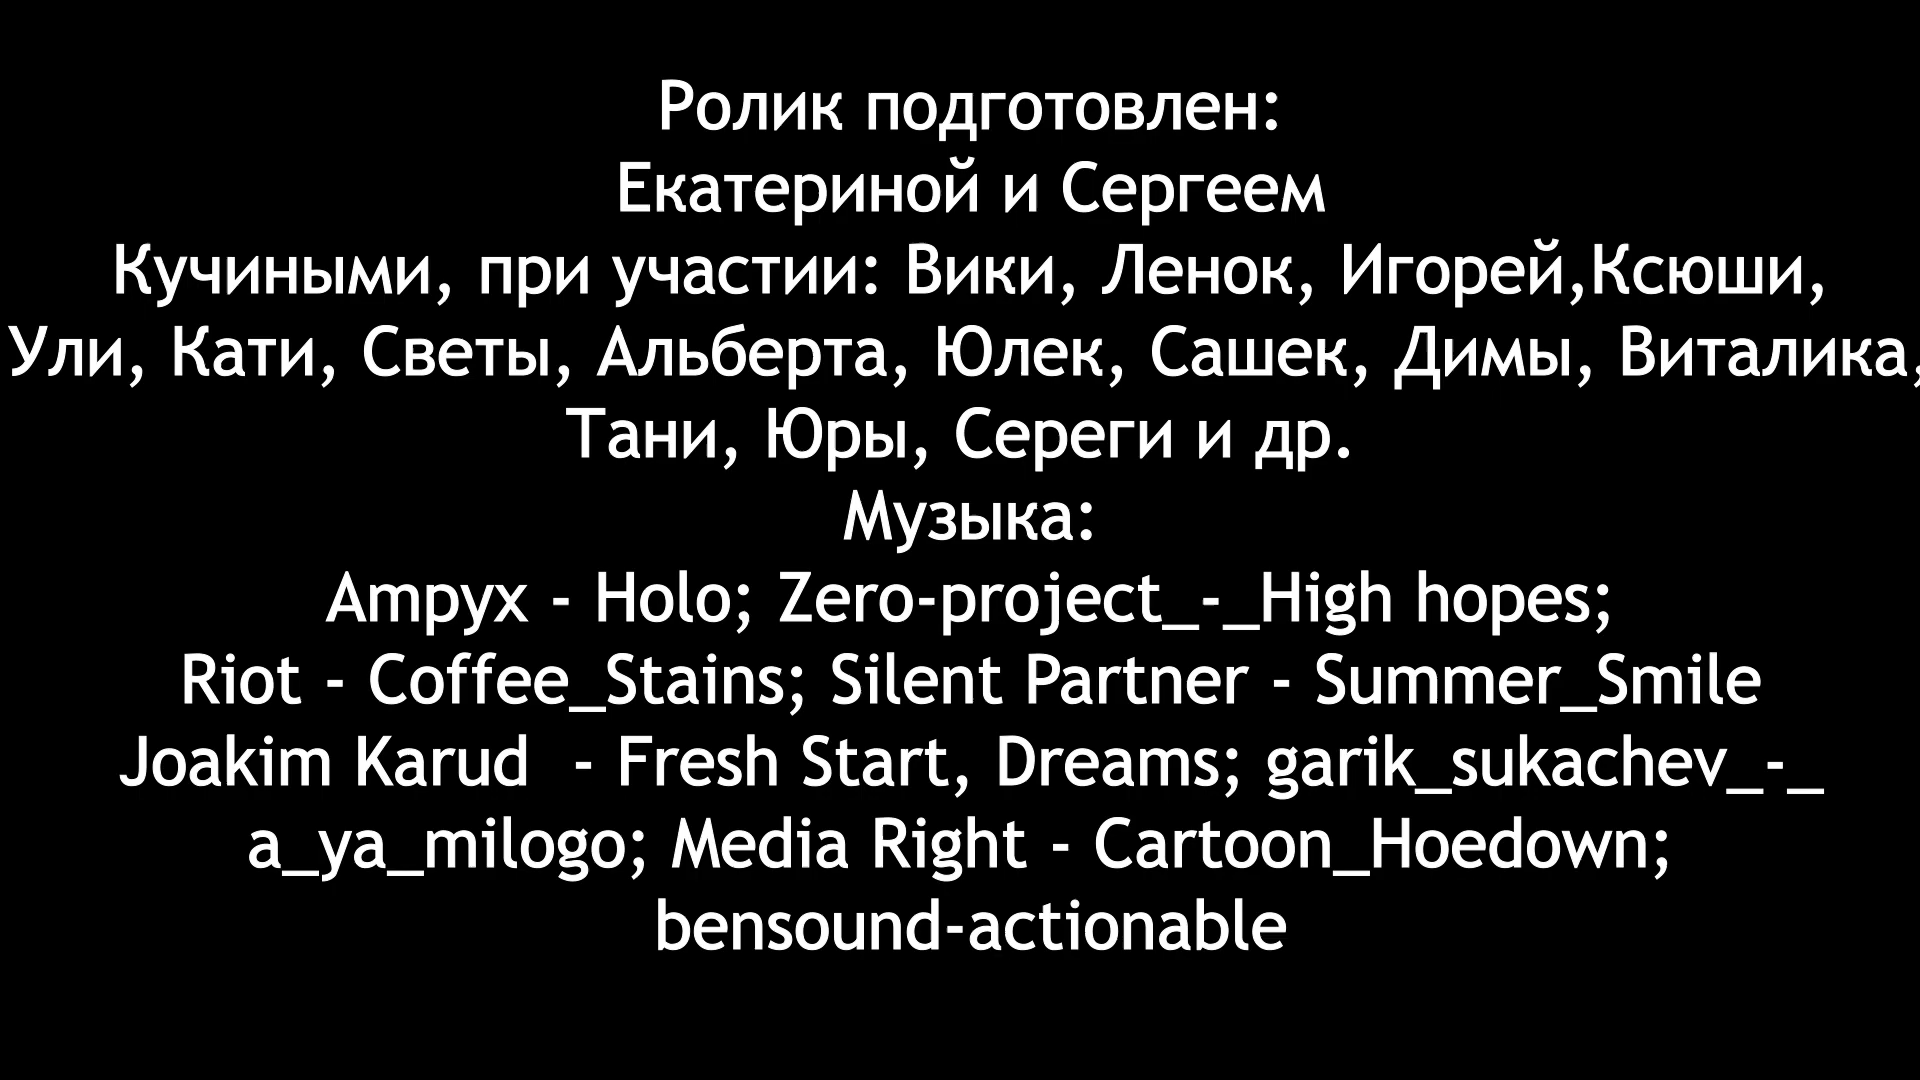 Ролик подготовлен:
Екатериной и Сергеем
Кучиными, при участии: Вики, Ленок, Игорей,Ксюши,
Ули, Кати, Светы, Альберта, Юлек, Сашек, Димы, Виталика,
Тани, Юры, Сереги и др.
Музыка:
Ampyx - Holo; Zero-project_-_High hopes;
Riot - Coffee_Stains; Silent Partner - Summer_Smile
Joakim Karud  - Fresh Start, Dreams; garik_sukachev_-_
a_ya_milogo; Media Right - Cartoon_Hoedown;
bensound-actionable